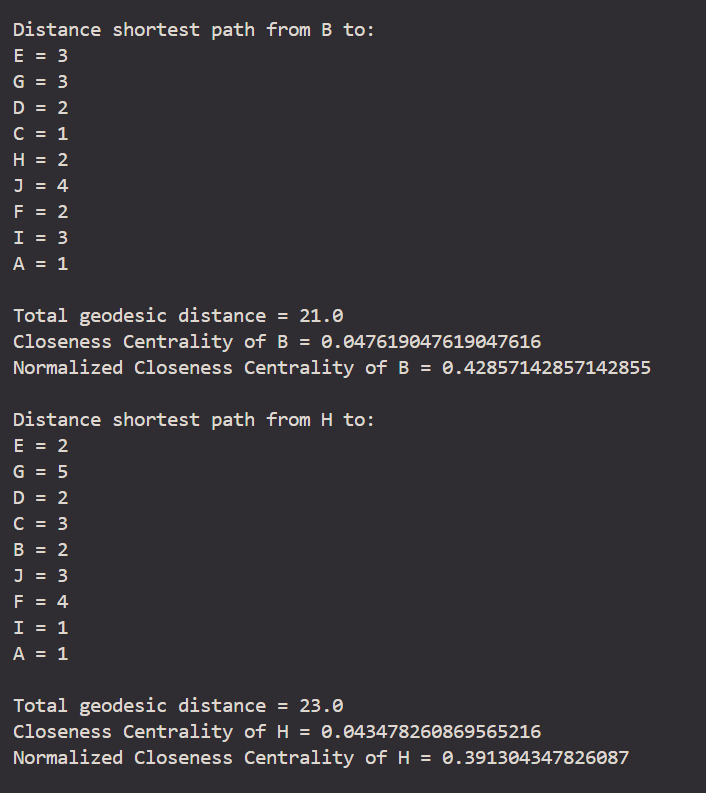 Distance shortest path from B to:
E = 3
G = 3
D = 2
C = 1
H = 2
J = 4
F = 2
I = 3
A = 1
Total geodesic distance = 21.0
Closeness Centrality of B = 0.047619047619047616
Normalized Closeness Centrality of B = 0.42857142857142855
Distance shortest path from H to:
E = 2
G = 5
D = 2
C = 3
B = 2
J = 3
F = 4
I = 1
A = 1
Total geodesic distance = 23.0
Closeness Centrality of H = 0.043478260869565216
Normalized Closeness Centrality of H = 0.391304347826087